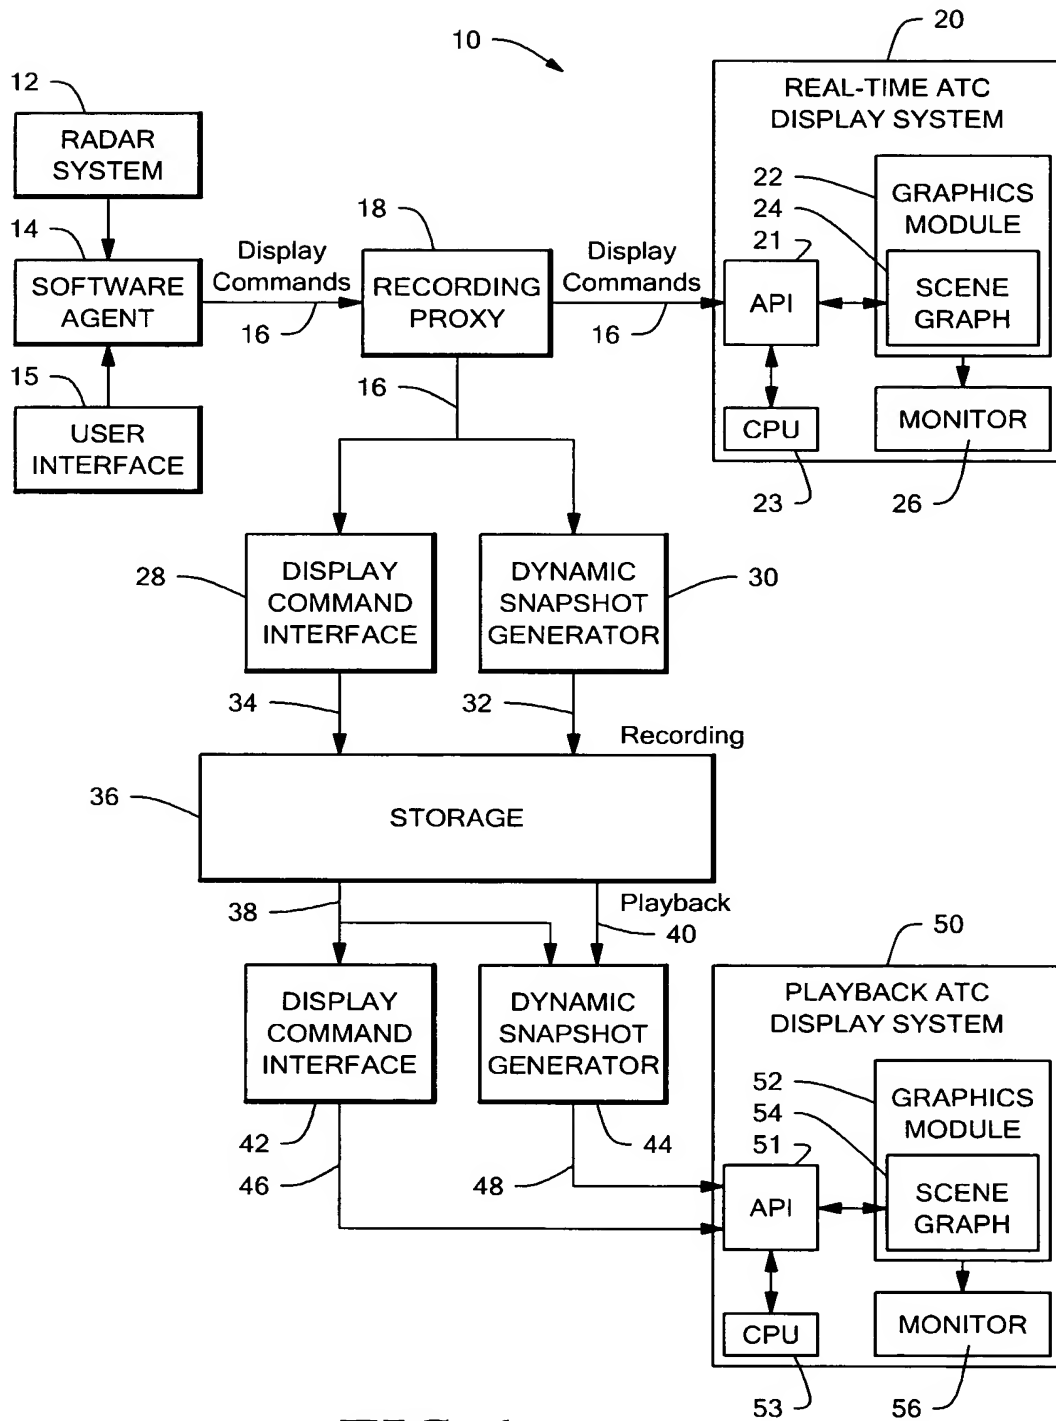 10
20
12
RADAR
SYSTEM
REAL-TIME ATC
DISPLAY SYSTEM
14
SOFTWARE
AGENT
Display
Commands
16
18
RECORDING
PROXY
Display
Commands
16
22
24
21
GRAPHICS
MODULE
API
SCENE
GRAPH
15
USER
INTERFACE
16
CPU
MONITOR
23
26
28
DISPLAY
COMMAND
INTERFACE
DYNAMIC
SNAPSHOT
GENERATOR
30
34
32
Recording
36
STORAGE
38
Playback
40
50
DISPLAY
COMMAND
INTERFACE
DYNAMIC
SNAPSHOT
GENERATOR
PLAYBACK ATC
DISPLAY SYSTEM
42
44
46
48
52
54
51
GRAPHICS
MODULE
API
SCENE
GRAPH
CPU
MONITOR
53
56